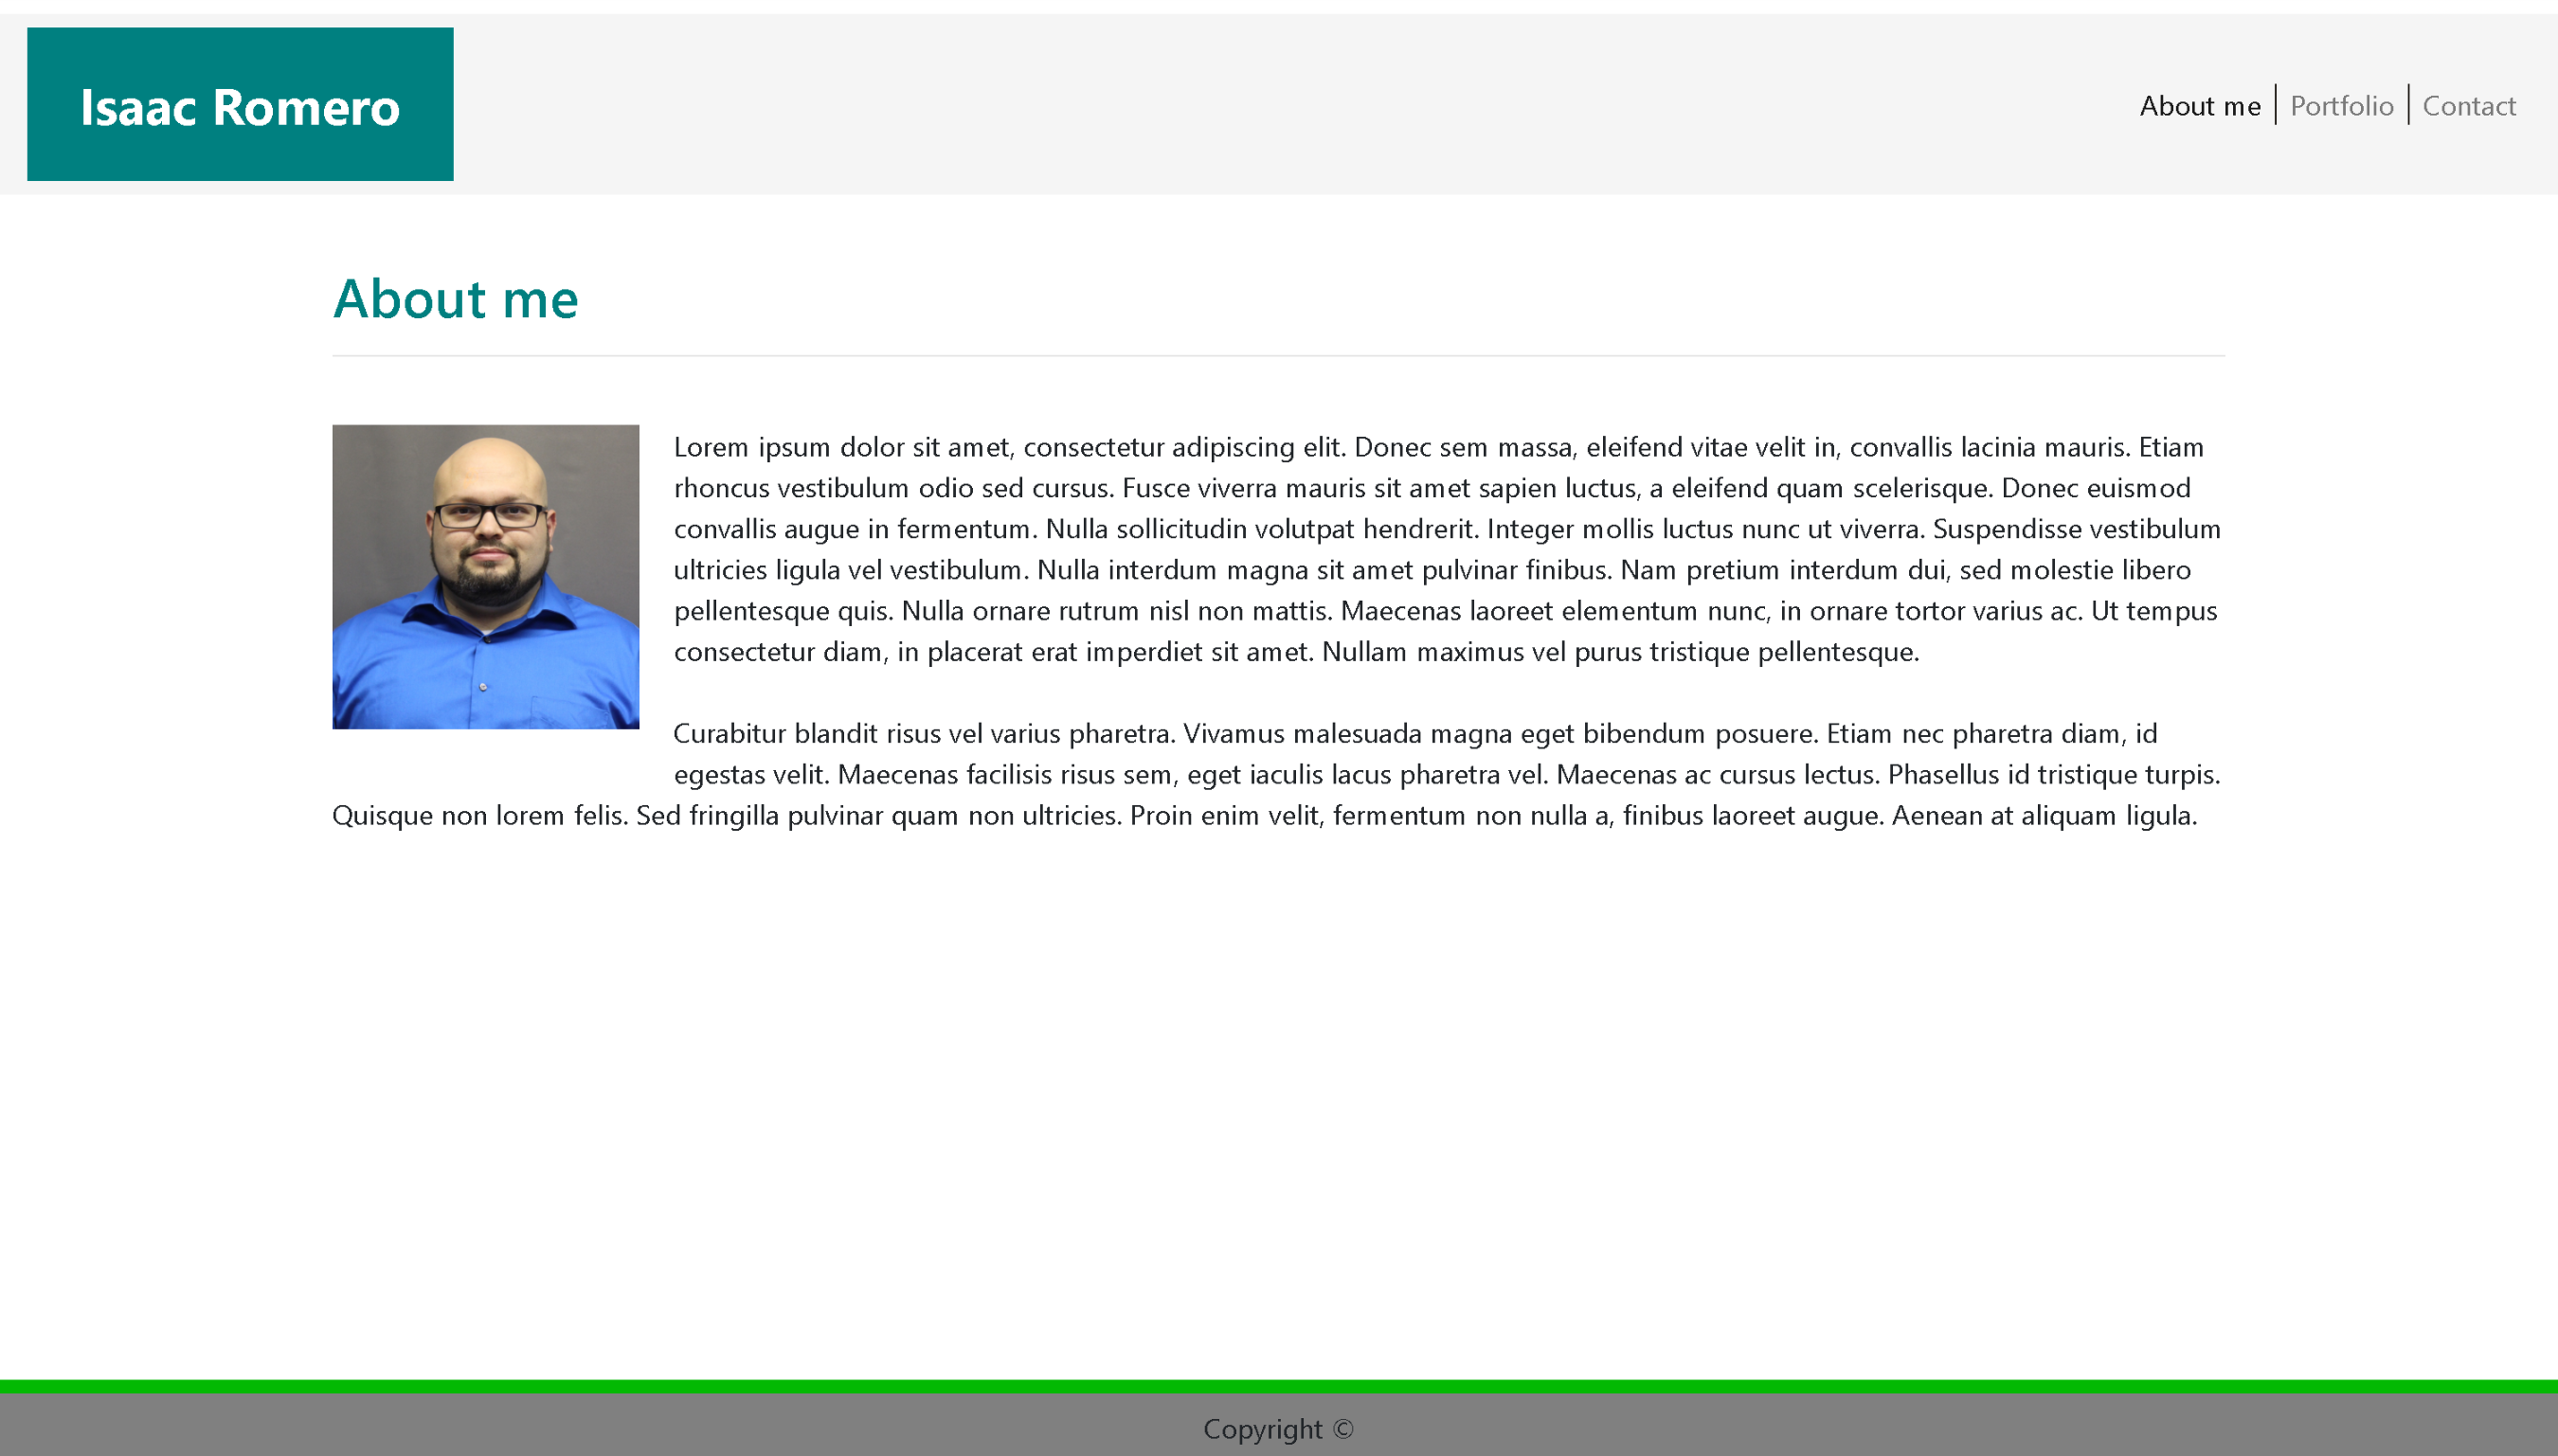 Isaac Romero
About me
Portfolio
Contact
About me
Lorem ipsum dolor sit amet, consectetur adipiscing elit. Donec sem massa, eleifend vitae velit in, convallis lacinia mauris. Etiam
rhoncus vestibulum odio sed cursus. Fusce viverra mauris sit amet sapien luctus, a eleifend quam scelerisque. Donec euismod
convallis augue in fermentum. Nulla sollicitudin volutpat hendrerit. Integer mollis luctus nunc ut viverra. Suspendisse vestibulum
ultricies ligula vel vestibulum. Nulla interdum magna sit amet pulvinar finibus. Nam pretium interdum dui, sed molestie libero
pellentesque quis. Nulla ornare rutrum nisl non mattis. Maecenas laoreet elementum nunc, in ornare tortor varius ac. Ut tempus
consectetur diam, in placerat erat imperdiet sit amet. Nullam maximus vel purus tristique pellentesque.
Curabitur blandit risus vel varius pharetra. Vivamus malesuada magna eget bibendum posuere. Etiam nec pharetra diam, id
egestas velit. Maecenas facilisis risus sem, eget iaculis lacus pharetra vel. Maecenas ac cursus lectus. Phasellus id tristique turpis.
Quisque non lorem felis. Sed fringilla pulvinar quam non ultricies. Proin enim velit, fermentum non nulla a, finibus laoreet augue. Aenean at aliquam ligula.
Copyright ©